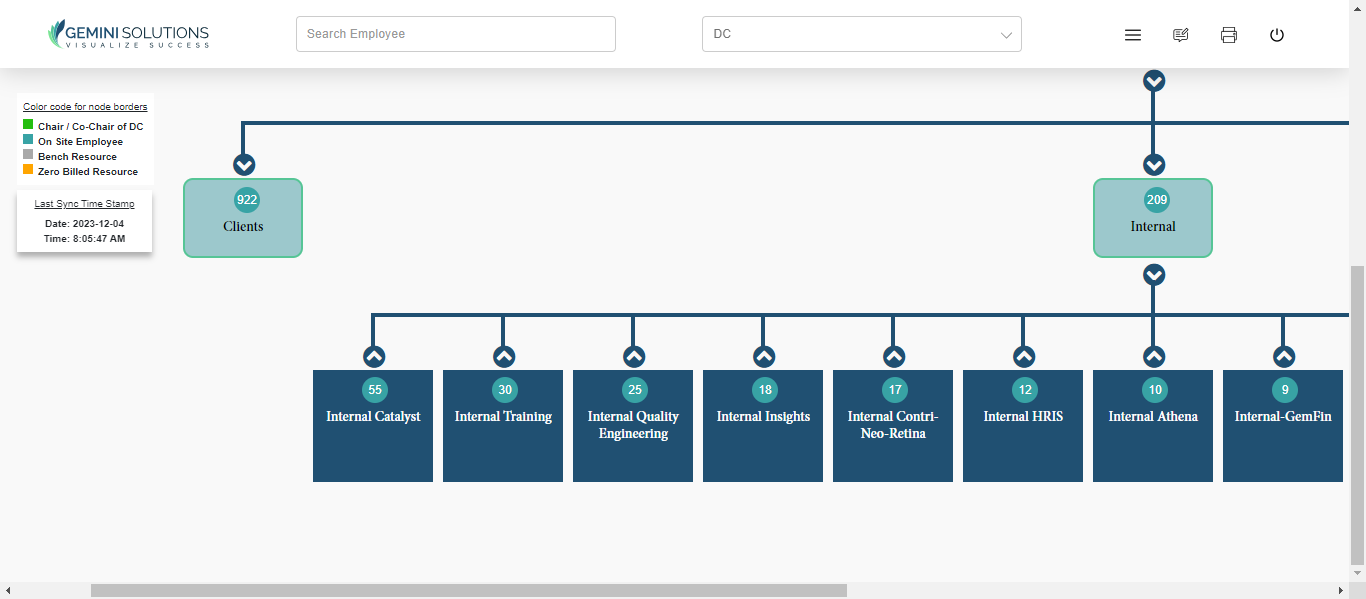 GEMINI SOLUTIONS
VISUALIZE SUCCESS
Search Employee
DC
Color code for node borders
Chair / Co-Chair of DC
On Site Employee
Bench Resource
Zero Billed Resource
Last Sync Time Stamp
Date: 2023-12-04
Time: 8:05:47 AM
922
Clients
209
Internal
55
Internal Catalyst
30
Internal Training
25
Internal Quality
Engineering
18
Internal Insights
17
Internal Contri-
Neo-Retina
12
Internal HRIS
10
Internal Athena
9
Internal-GemFin